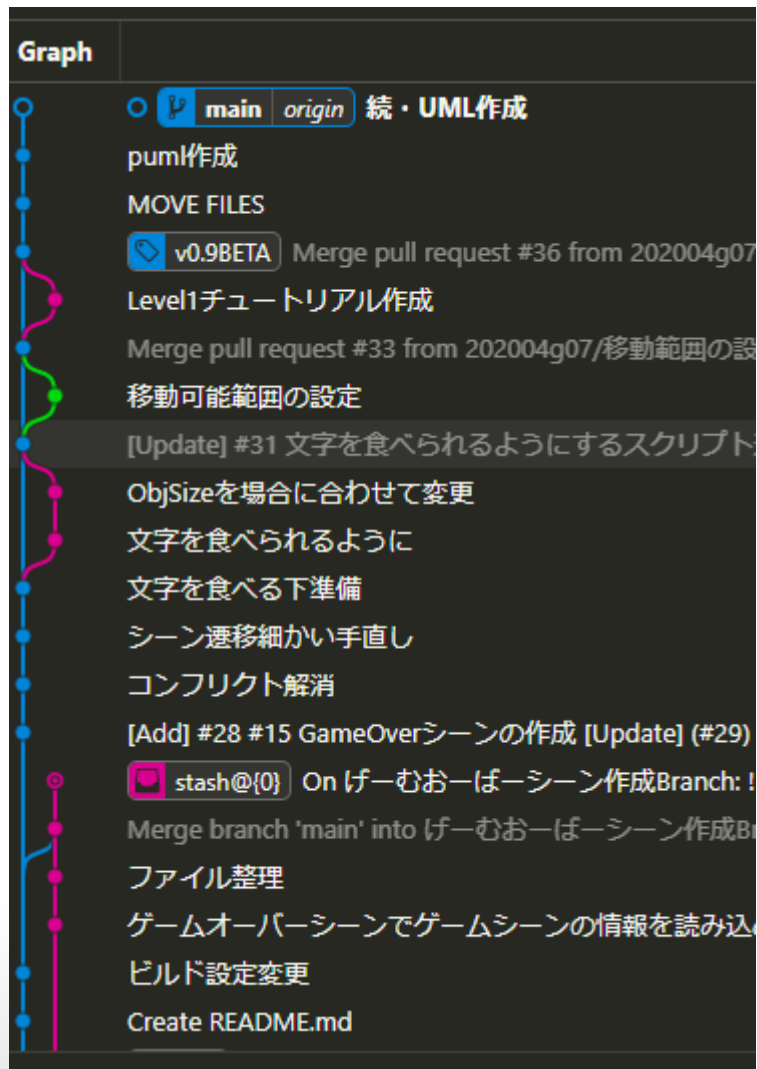 Graph
main origin 続・UML作成
puml作成
MOVE FILES
v0.9BETA Merge pull request #36 from 202004g07
Level1チュートリアル作成
Merge pull request #33 from 202004g07/移動範囲の設
移動可能範囲の設定
[Update] #31 文字を食べられるようにするスクリプト
ObjSizeを場合に合わせて変更
文字を食べられるように
文字を食べる下準備
シーン遷移細かい手直し
コンフリクト解消
[Add] #28 #15 GameOverシーンの作成 [Update] (#29)
stash@{0} On げーむおーばーシーン作成Branch: !
Merge branch 'main' into げーむおーばーシーン作成B
ファイル整理
ゲームオーバーシーンでゲームシーンの情報を読み込
ビルド設定変更
Create README.md